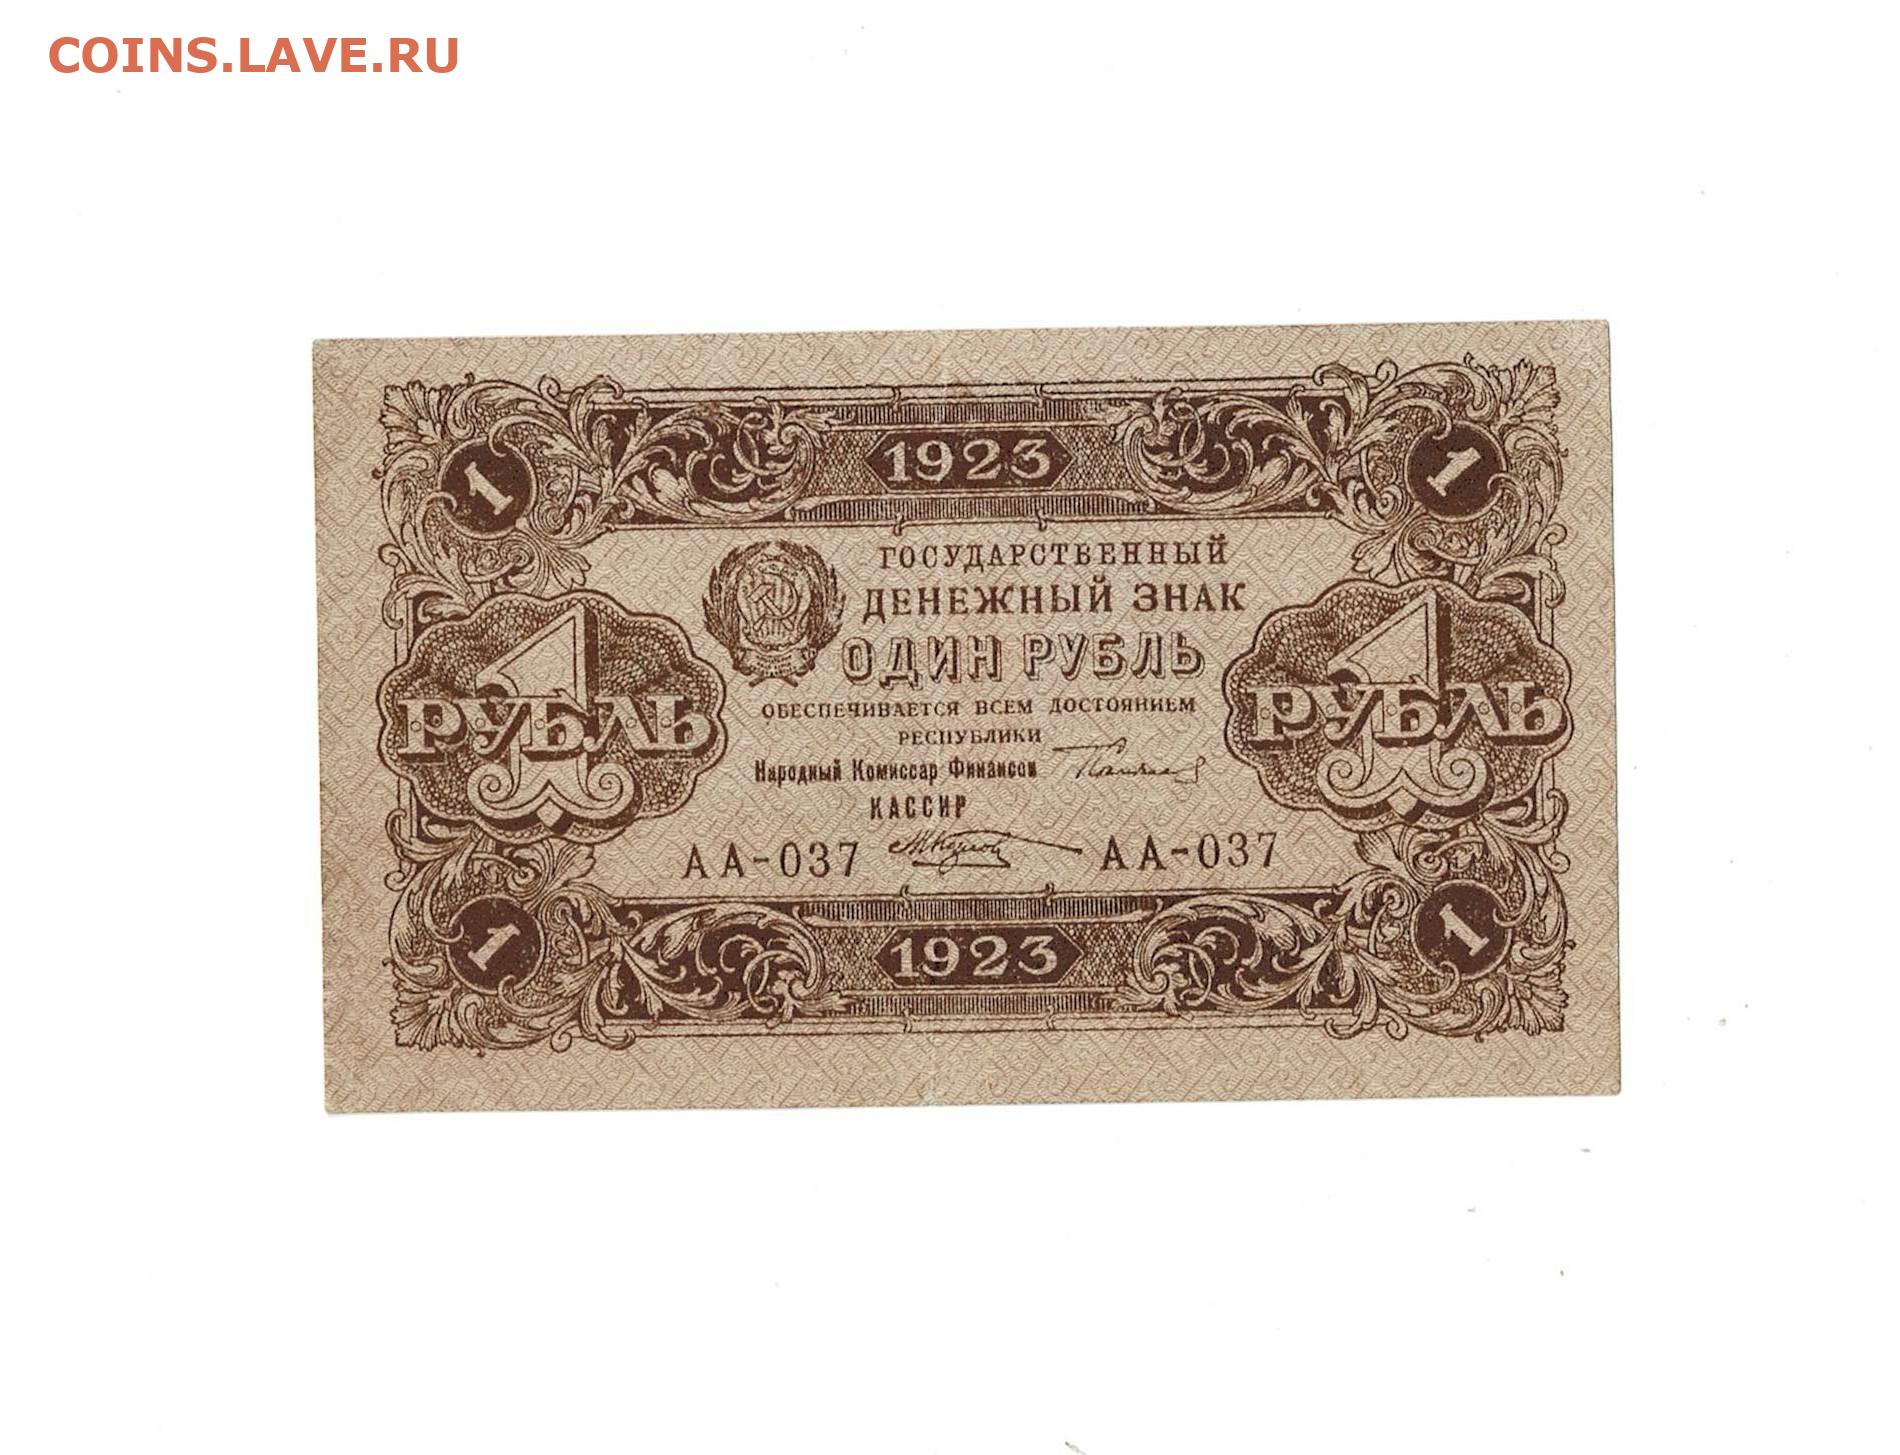 COINS.LAVE.RU
1923
1 1
ГОСУДАРСТВЕННЫЙ
ДЕНЕЖНЫЙ ЗНАК
ОДИН РУБЛЬ
1 1
РУБЛЬ РУБЛЬ
ОБЕСПЕЧИВАЕТСЯ ВСЕМ ДОСТОЯНИЕМ
РЕСПУБЛИКИ
Народный Комиссар Финансов
КАССИР
АА-037 АА-037
1 1
1923